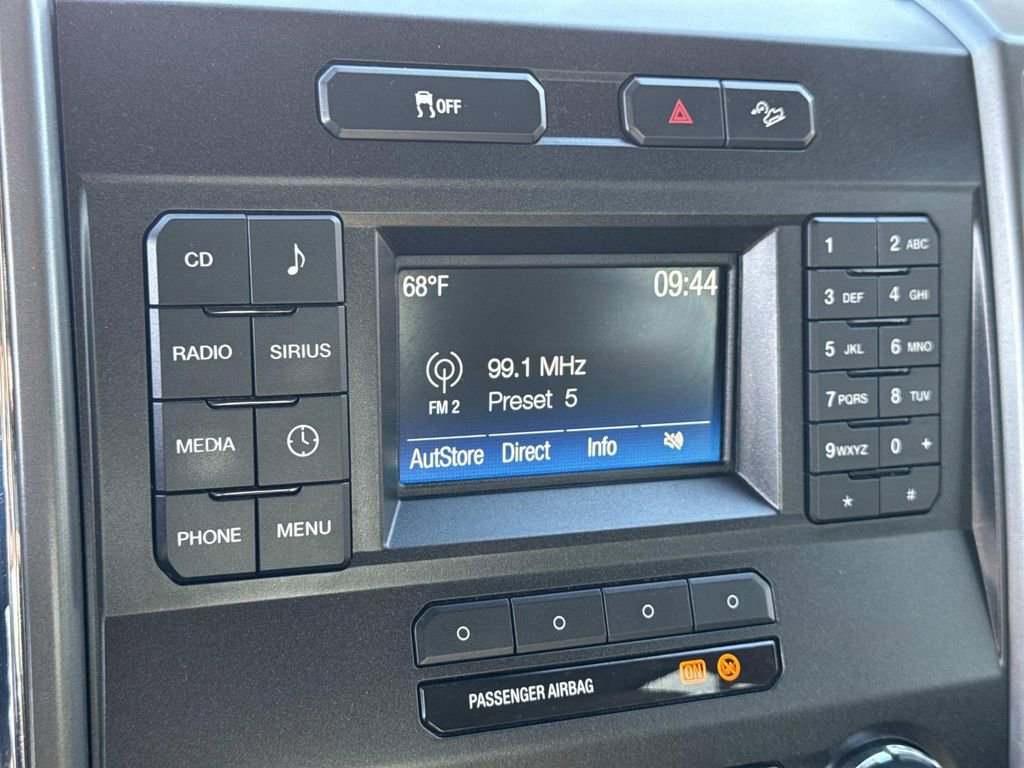 OFF
CD
RADIO SIRIUS
MEDIA
PHONE MENU
68°F 09:44
99.1 MHz
FM 2 Preset 5
AutStore Direct Info
1 2 ABC
3 DEF 4 GHI
5 JKL 6 MNO
7 PQRS 8 TUV
9 WXYZ 0 +
* #
PASSENGER AIRBAG ON